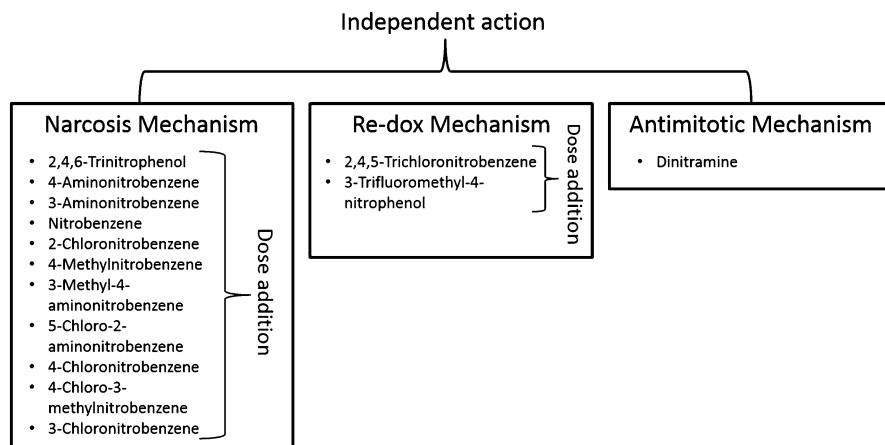 Independent action
Narcosis Mechanism
• 2,4,6-Trinitrophenol
• 4-Aminonitrobenzene
• 3-Aminonitrobenzene
• Nitrobenzene
• 2-Chloronitrobenzene
• 4-Methylnitrobenzene
• 3-Methyl-4-
aminonitrobenzene
• 5-Chloro-2-
aminonitrobenzene
• 4-Chloronitrobenzene
• 4-Chloro-3-
methylnitrobenzene
• 3-Chloronitrobenzene
Dose addition
Re-dox Mechanism
• 2,4,5-Trichloronitrobenzene
• 3-Trifluoromethyl-4-
nitrophenol
Dose addition
Antimitotic Mechanism
• Dinitramine